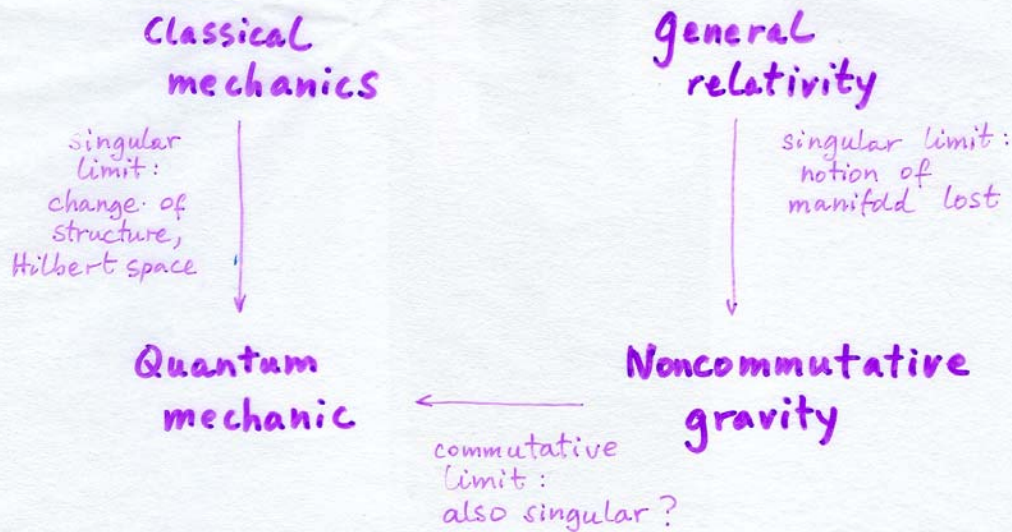 Classical
mechanics
general
relativity
singular
limit:
change of
structure,
Hilbert space
singular limit:
notion of
manifold lost
Quantum
mechanic
Noncommutative
gravity
commutative
limit:
also singular?